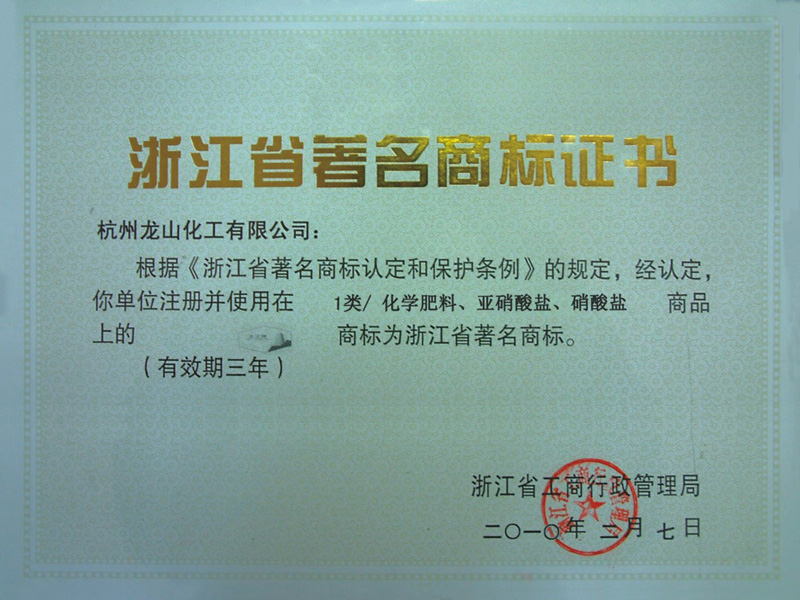 浙江省著名商标证书
杭州龙山化工有限公司：
根据《浙江省著名商标认定和保护条例》的规定，经认定，
你单位注册并使用在 1类/ 化学肥料、亚硝酸盐、硝酸盐 商品
上的 商标为浙江省著名商标。
（有效期三年）
浙江省工商行政管理局
二〇一〇年 二月 七日